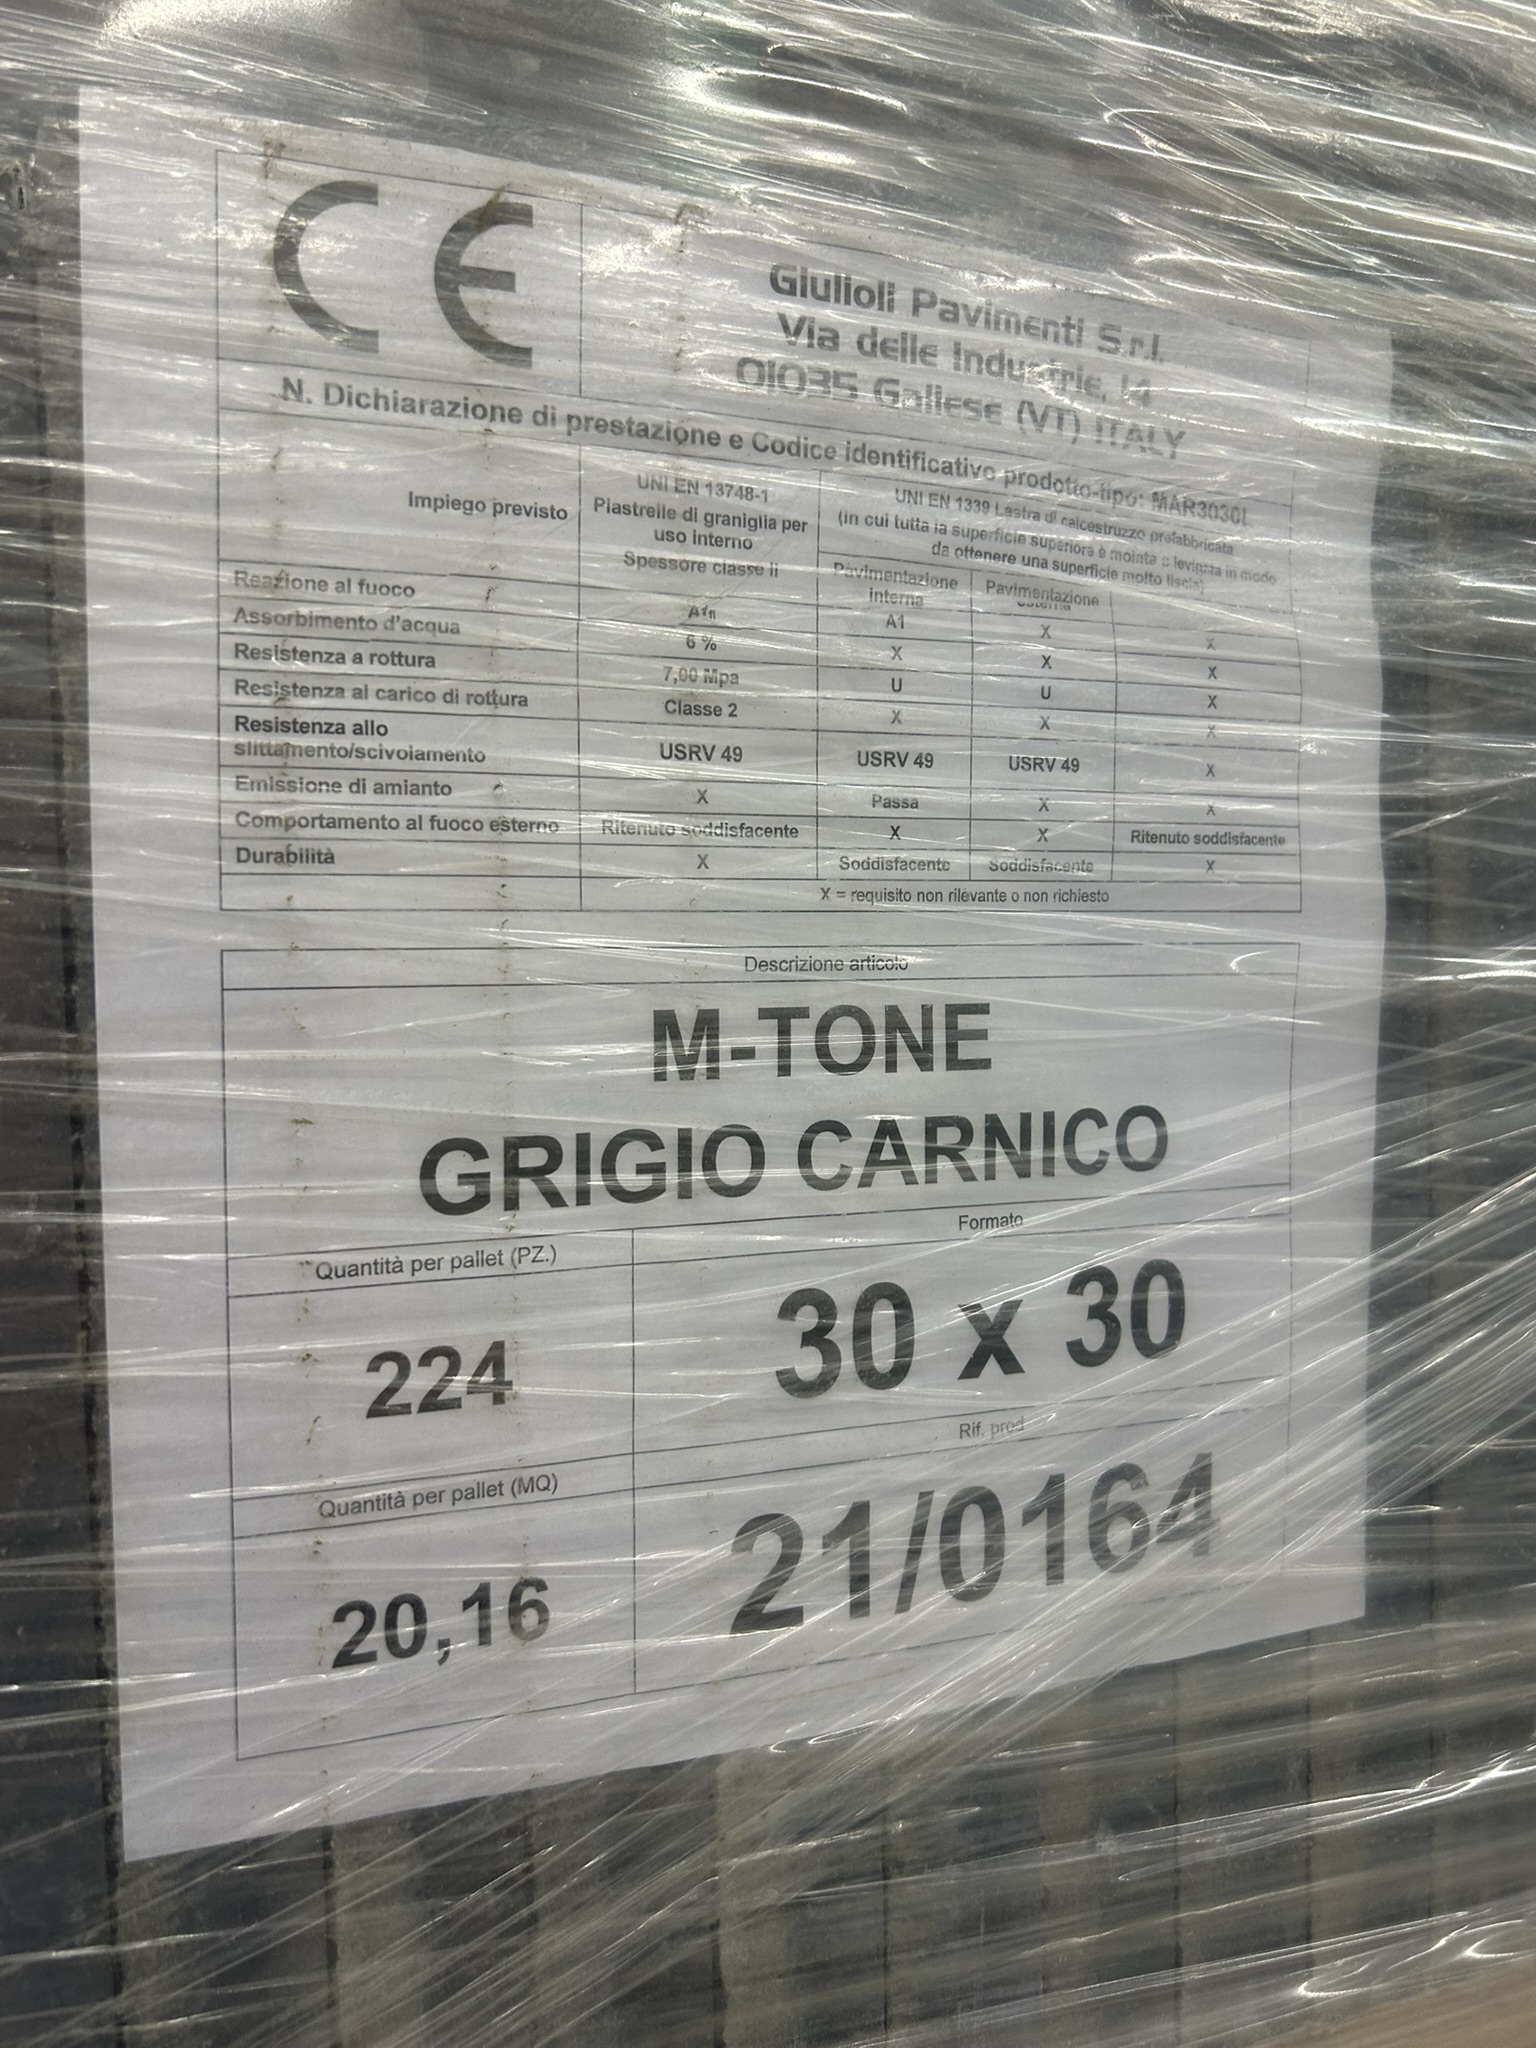 CE
Giulioli Pavimenti S.r.l.
Via delle Industrie, 14
01035 Gallese (VT) ITALY
N. Dichiarazione di prestazione e Codice identificativo prodotto-tipo: MAR3030L
Impiego previsto
UNI EN 13748-1
Piastrelle di graniglia per
uso interno
Spessore classe II
UNI EN 1339 Lastra di calcestruzzo prefabbricata
(in cui tutta la superficie superiore è molata o levigata in modo
da ottenere una superficie molto liscia)
Pavimentazione
interna
Pavimentazione
esterna
Reazione al fuoco A1fl A1 X X
Assorbimento d'acqua 6 % X X X
Resistenza a rottura 7,00 Mpa U U X
Resistenza al carico di rottura Classe 2 X X X
Resistenza allo
slittamento/scivolamento USRV 49 USRV 49 USRV 49 X
Emissione di amianto X Passa X X
Comportamento al fuoco esterno Ritenuto soddisfacente X X Ritenuto soddisfacente
Durabilità X Soddisfacente Soddisfacente X
X = requisito non rilevante o non richiesto
Descrizione articolo
M-TONE
GRIGIO CARNICO
Quantità per pallet (PZ.)
Formato
224
30 x 30
Quantità per pallet (MQ)
Rif. prod
20,16
21/0164